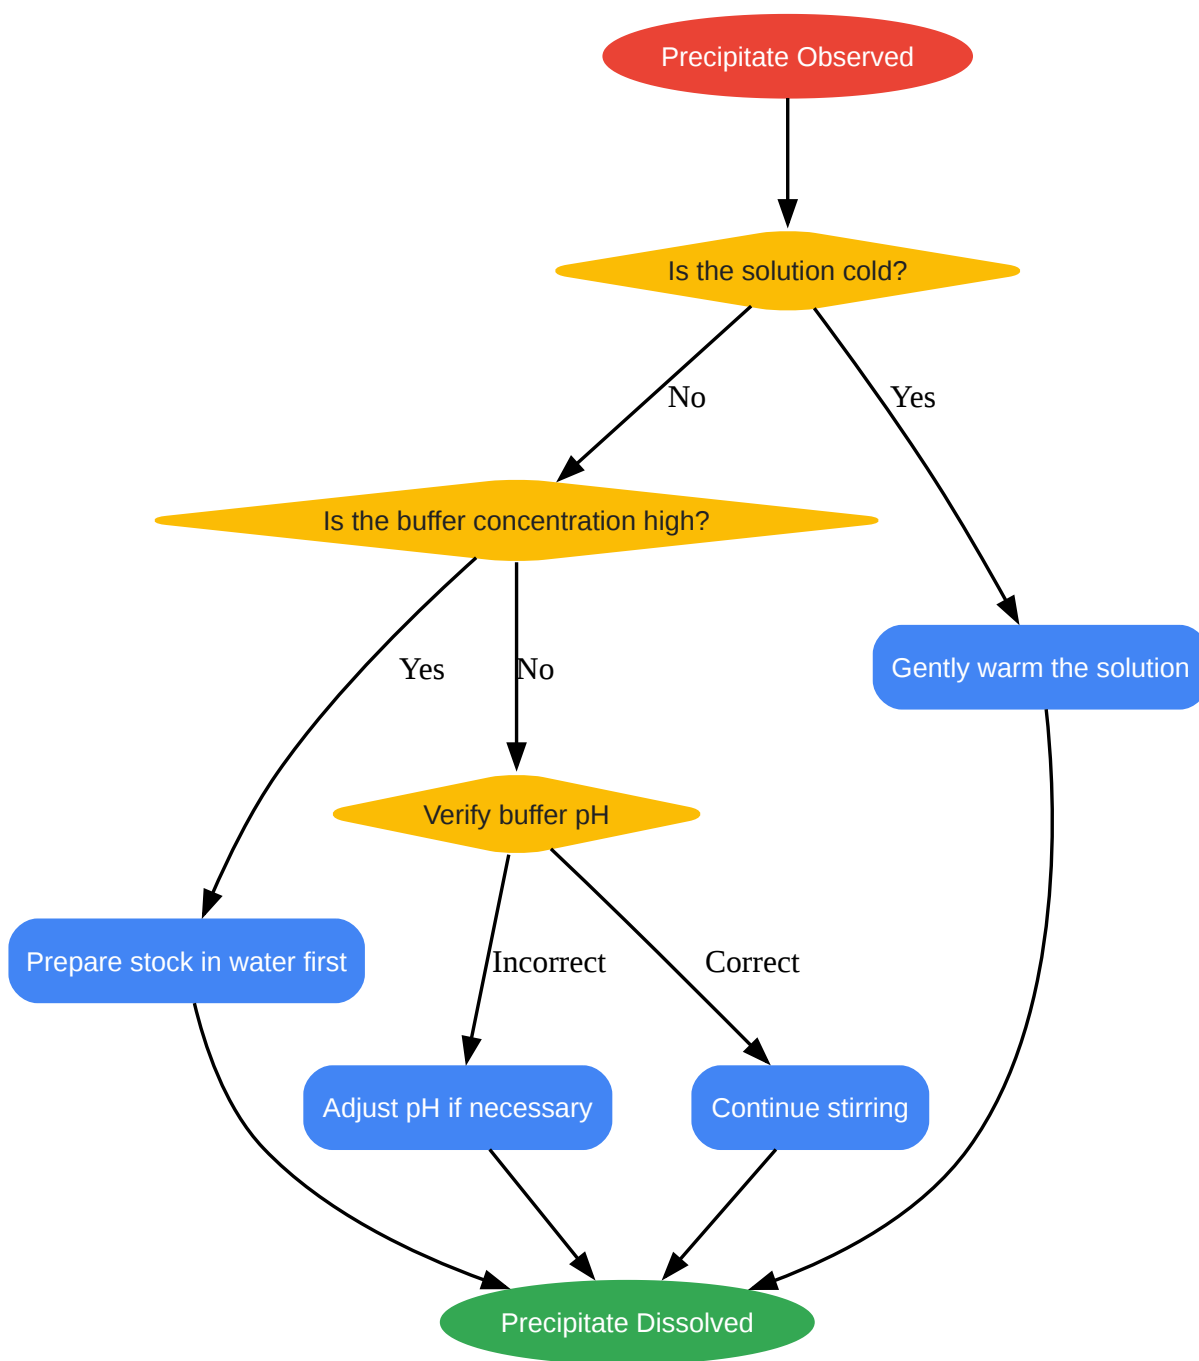 Precipitate Observed
Is the solution cold?
No
Yes
Is the buffer concentration high?
Yes
No
Gently warm the solution
Verify buffer pH
Prepare stock in water first
Incorrect
Correct
Adjust pH if necessary
Continue stirring
Precipitate Dissolved